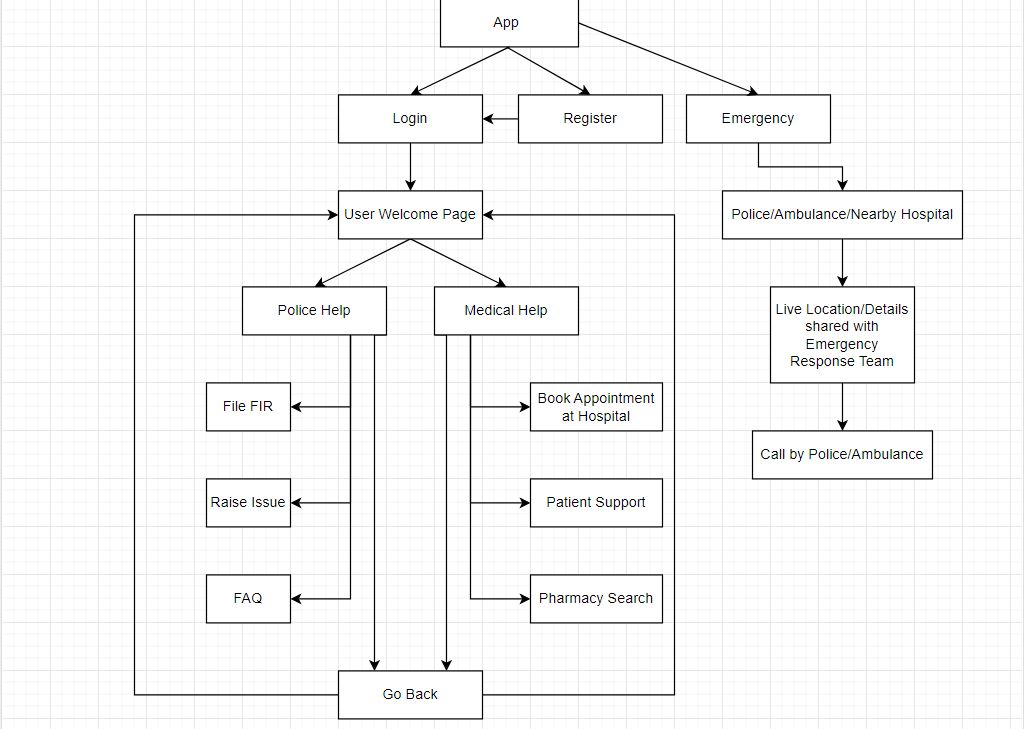 App
Login
Register
Emergency
User Welcome Page
Police/Ambulance/Nearby Hospital
Police Help
Medical Help
Live Location/Details
shared with
Emergency
Response Team
File FIR
Book Appointment
at Hospital
Call by Police/Ambulance
Raise Issue
Patient Support
FAQ
Pharmacy Search
Go Back